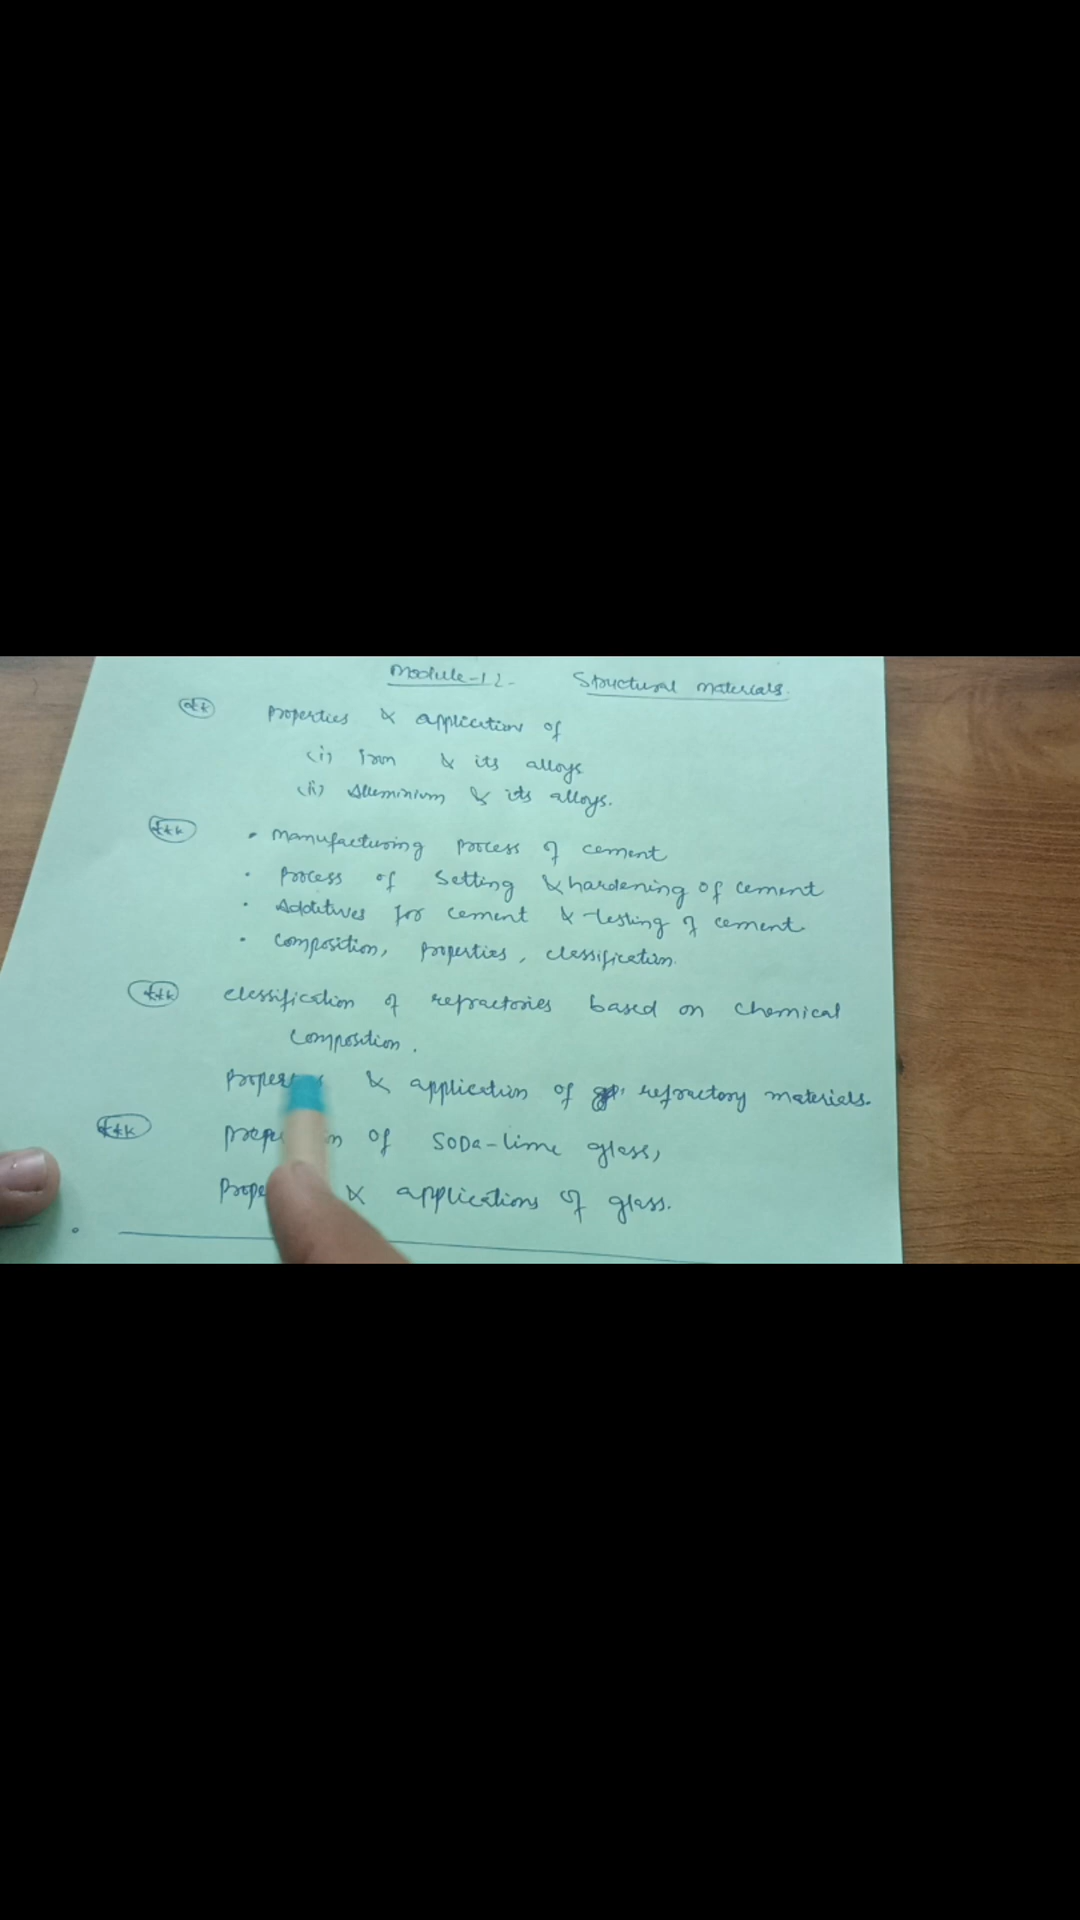 Module-12- Structural materials.
*** Properties & application of
(i) Iron & its alloys
(ii) Aluminium & its alloys.
*** • Manufacturing process of cement
• Process of setting & hardening of cement
• Additives for cement & testing of cement
• Composition, properties, classification.
*** Classification of refractories based on chemical
composition.
& application of refractory materials.
*** of SODa-lime glass,
& applications of glass.